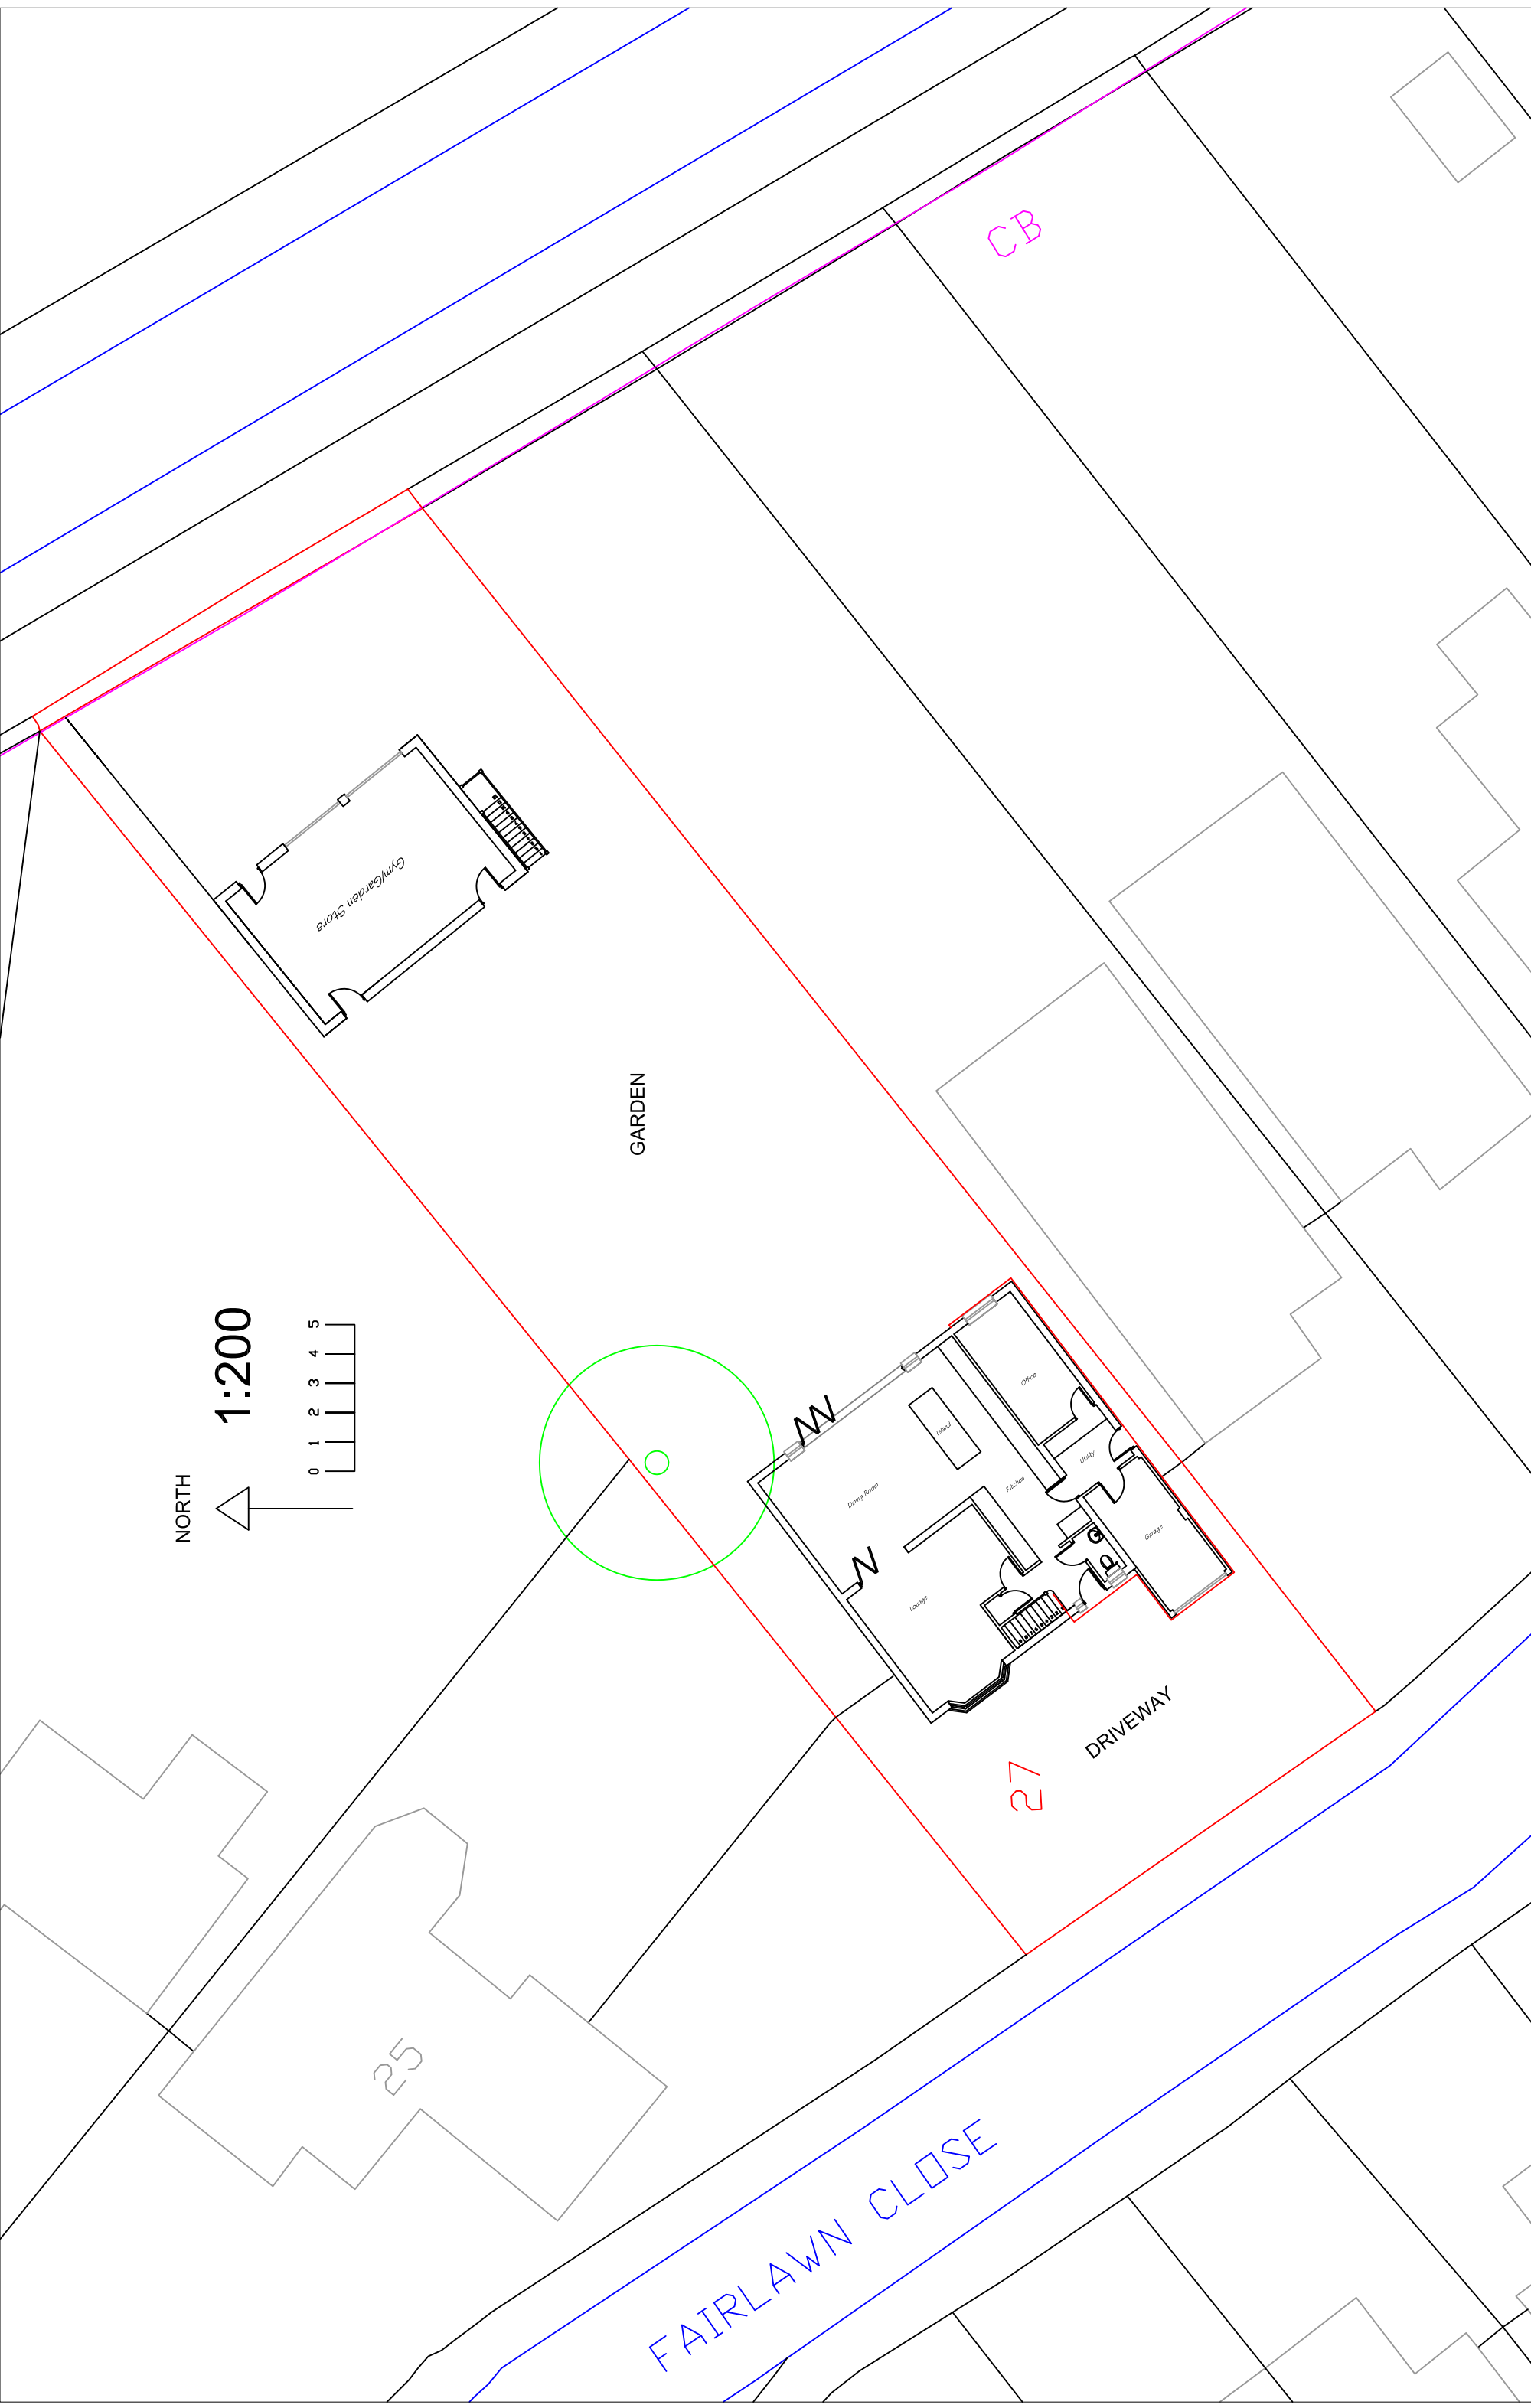 CB
Gym/Garden Store
GARDEN
1:200
0 1 2 3 4 5
NORTH
Office
Island
Utility
Dining Room
Kitchen
Garage
Lounge
DRIVEWAY
27
25
FAIRLAWN CLOSE